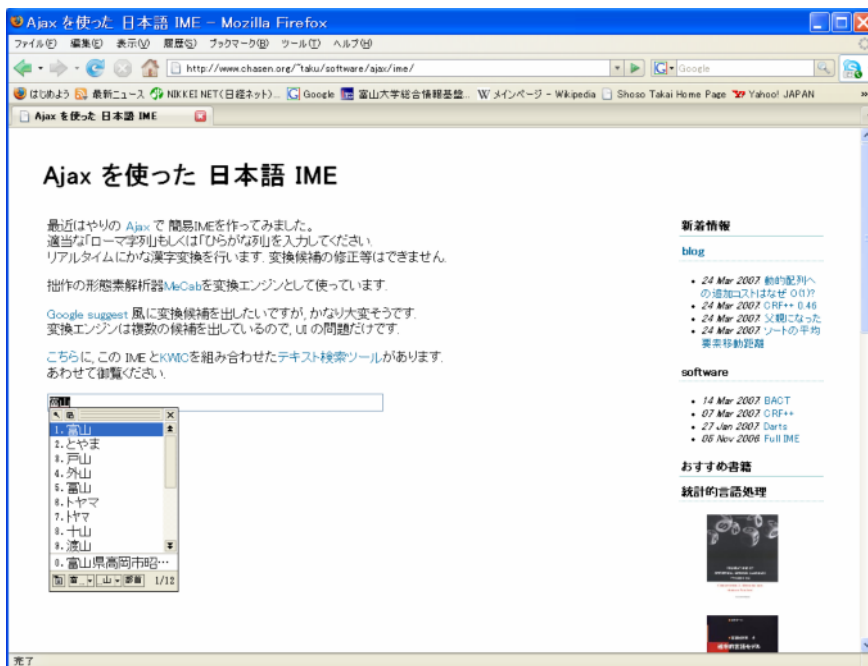 Ajax を使った 日本語 IME - Mozilla Firefox
ファイル(F) 編集(E) 表示(V) 履歴(S) ブックマーク(B) ツール(T) ヘルプ(H)
http://www.chasen.org/~taku/software/ajax/ime/
Google
はじめよう 最新ニュース NIKKEI NET(日経ネット)... Google 富山大学総合情報基盤... メインページ - Wikipedia Shoso Takai Home Page Yahoo! JAPAN
Ajax を使った 日本語 IME
Ajax を使った 日本語 IME
最近はやりの Ajax で 簡易IMEを作ってみました。
適当な「ローマ字列」もしくは「ひらがな列」を入力してください.
リアルタイムにかな漢字変換を行います. 変換候補の修正等はできません.
拙作の形態素解析器MeCabを変換エンジンとして使っています.
Google suggest 風に変換候補を出したいですが, かなり大変そうです.
変換エンジンは複数の候補を出しているので, UI の問題だけです.
こちらに, この IME とKWICを組み合わせたテキスト検索ツールがあります.
あわせて御覧ください.
富山
1. 富山
2. とやま
3. 戸山
4. 外山
5. 冨山
6. トヤマ
7. ﾄﾔﾏ
8. 十山
9. 渡山
0. 富山県高岡市昭…
富 山 部首 1/12
新着情報
blog
24 Mar 2007 動的配列へ
の追加コストはなぜ O(1)?
24 Mar 2007 CRF++ 0.46
24 Mar 2007 父親になった
24 Mar 2007 ソートの平均
要素移動距離
software
14 Mar 2007 BACT
07 Mar 2007 CRF++
27 Jan 2007 Darts
05 Nov 2006 Full IME
おすすめ書籍
統計的言語処理
完了